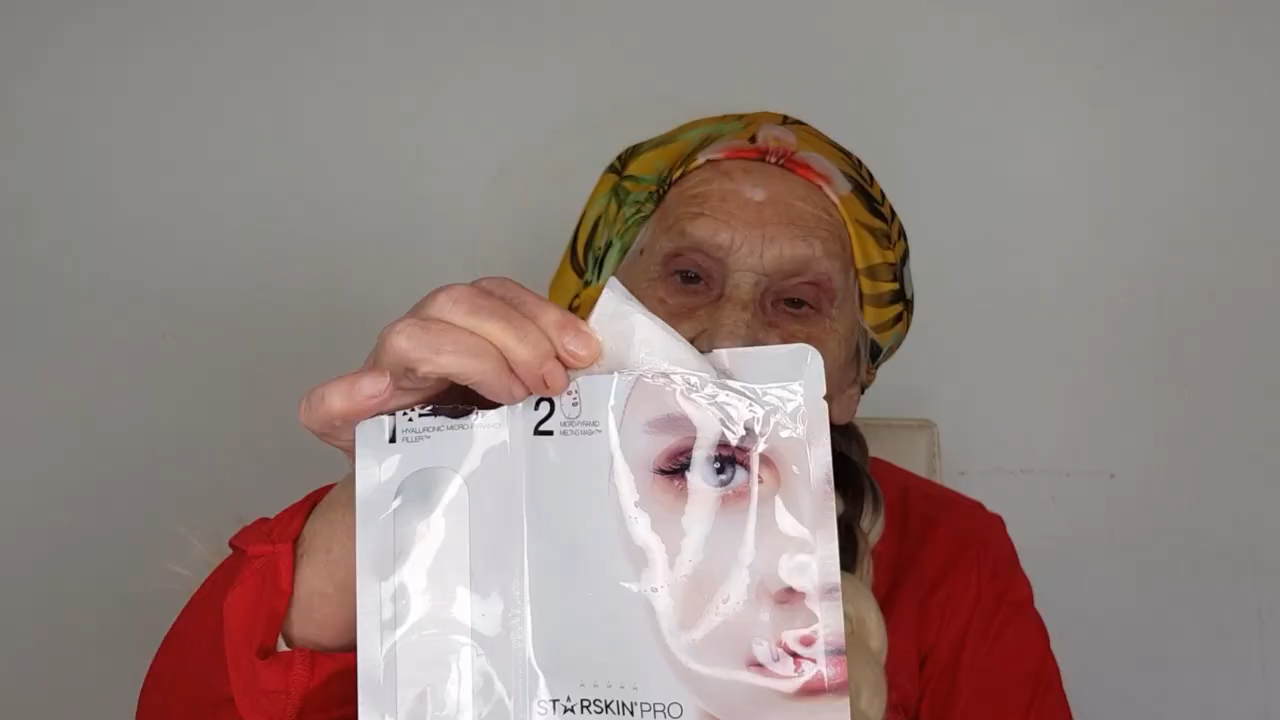 1
HYALURONIC MICRO-PYRAMID
FILLER™
2
MICRO-PYRAMID
MELTING MASK™
STARSKIN® PRO